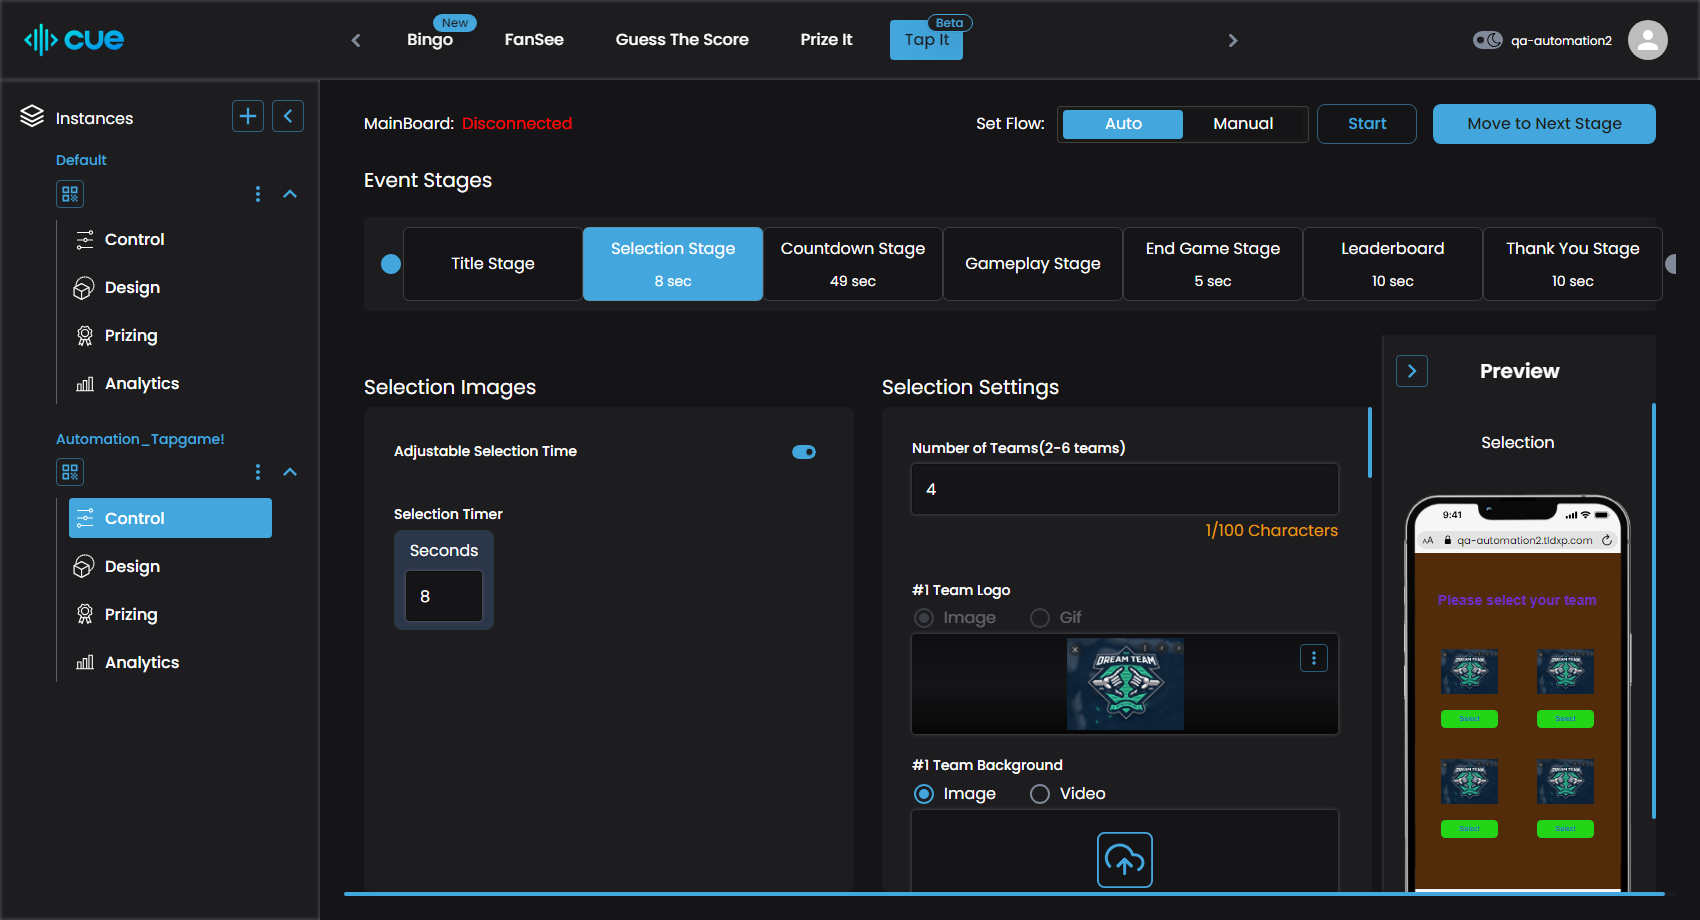 cue
New
Bingo
FanSee
Guess The Score
Prize It
Beta
Tap It
qa-automation2
Instances
Default
Control
Design
Prizing
Analytics
Automation_Tapgame!
Control
Design
Prizing
Analytics
MainBoard: Disconnected
Set Flow:
Auto
Manual
Start
Move to Next Stage
Event Stages
Title Stage
Selection Stage
8 sec
Countdown Stage
49 sec
Gameplay Stage
End Game Stage
5 sec
Leaderboard
10 sec
Thank You Stage
10 sec
Selection Images
Adjustable Selection Time
Selection Timer
Seconds
8
Selection Settings
Number of Teams(2-6 teams)
4
1/100 Characters
#1 Team Logo
Image
Gif
DREAM TEAM
#1 Team Background
Image
Video
Preview
Selection
9:41
AA
qa-automation2.tldxp.com
Please select your team
DREAM TEAM
DREAM TEAM
Select
Select
DREAM TEAM
DREAM TEAM
Select
Select